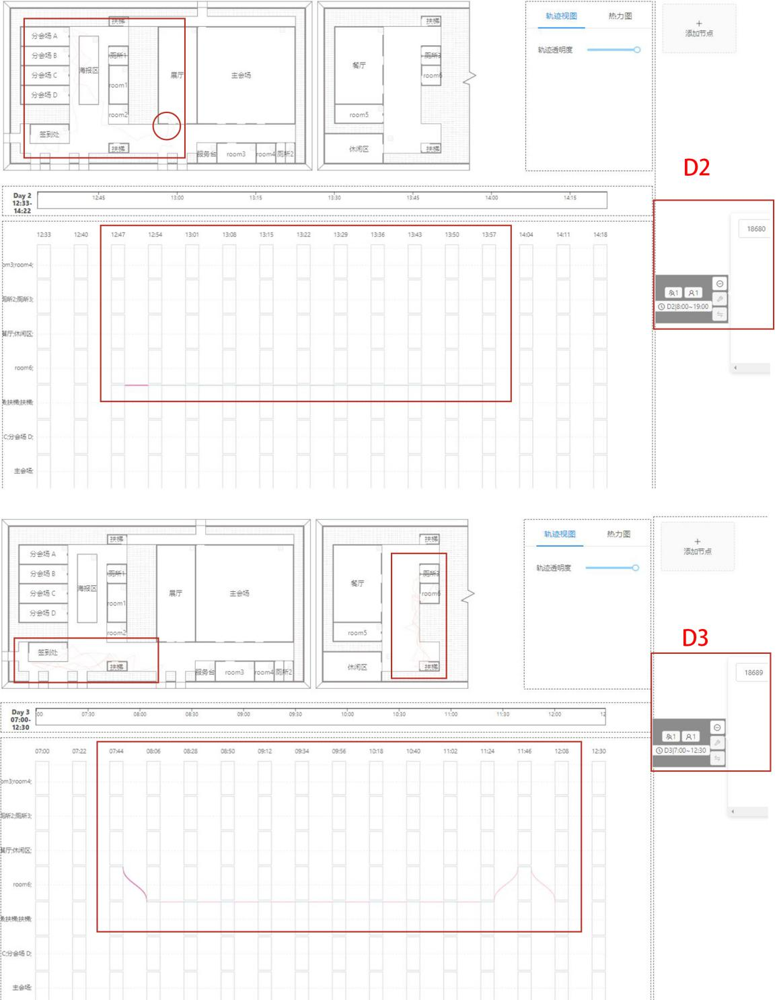 扶梯
扶梯
轨迹视图
热力图
+
添加节点
分会场 A
轨迹透明度
分会场 B
厕所1
厕所3
海报区
餐厅
分会场 C
展厅
主会场
room6
room1
分会场 D
room2
room5
签到处
扶梯
服务台
room3
room4
厕所2
休闲区
扶梯
D2
Day 2
12:33-
14:22
12:45
13:00
13:15
13:30
13:45
14:00
14:15
12:33
12:40
12:47
12:54
13:01
13:08
13:15
13:22
13:29
13:36
13:43
13:50
13:57
14:04
14:11
14:18
18680
om3;room4;
1
1
厕所2;厕所3;
D2|8:00~19:00
餐厅;休闲区;
room6;
扶梯;扶梯;
C;分会场 D;
主会场;
扶梯
扶梯
轨迹视图
热力图
+
添加节点
分会场 A
轨迹透明度
分会场 B
厕所1
厕所3
海报区
餐厅
分会场 C
展厅
主会场
room6
room1
分会场 D
room2
room5
签到处
扶梯
服务台
room3
room4
厕所2
休闲区
扶梯
D3
18689
Day 3
07:00-
12:30
:00
07:30
08:00
08:30
09:00
09:30
10:00
10:30
11:00
11:30
12:00
12
1
1
D3|7:00~12:30
07:00
07:22
07:44
08:06
08:28
08:50
09:12
09:34
09:56
10:18
10:40
11:02
11:24
11:46
12:08
12:30
om3;room4;
厕所2;厕所3;
餐厅;休闲区;
room6;
扶梯;扶梯;
C;分会场 D;
主会场;